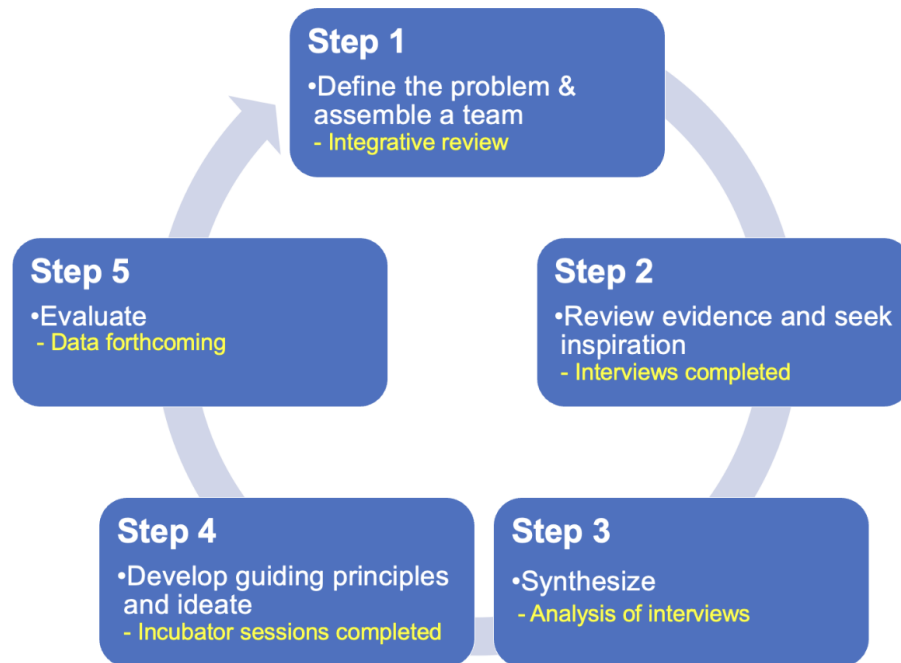 Step 1
•Define the problem &
assemble a team
- Integrative review
Step 2
•Review evidence and seek
inspiration
- Interviews completed
Step 3
•Synthesize
- Analysis of interviews
Step 4
•Develop guiding principles
and ideate
- Incubator sessions completed
Step 5
•Evaluate
- Data forthcoming